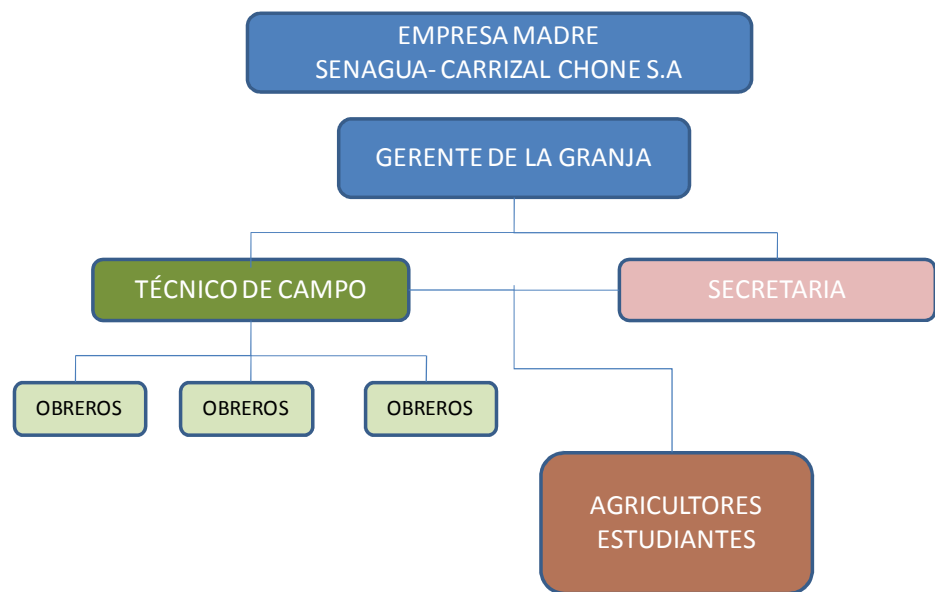 EMPRESA MADRE
SENAGUA- CARRIZAL CHONE S.A
GERENTE DE LA GRANJA
TÉCNICO DE CAMPO
SECRETARIA
OBREROS
OBREROS
OBREROS
AGRICULTORES
ESTUDIANTES